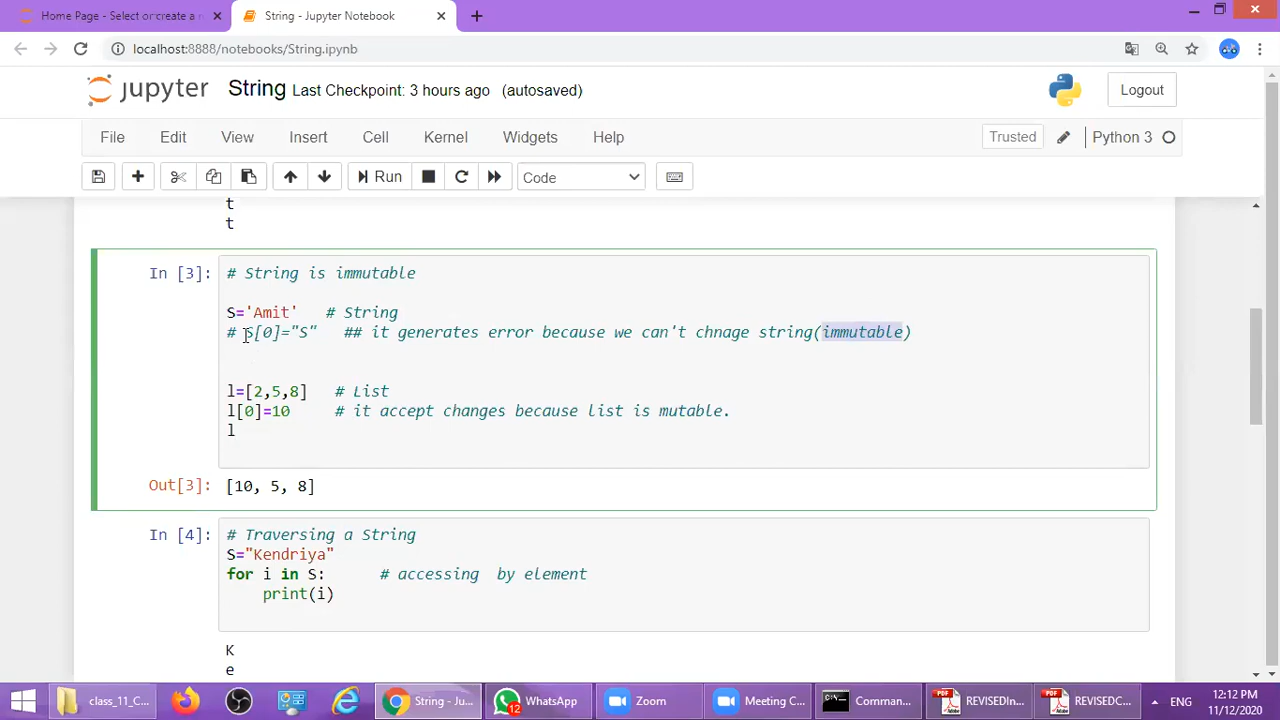 Home Page - Select or create a n
String - Jupyter Notebook
localhost:8888/notebooks/String.ipynb
jupyter String Last Checkpoint: 3 hours ago (autosaved)
Logout
File Edit View Insert Cell Kernel Widgets Help
Trusted Python 3
Run Code
t
t
In [3]: # String is immutable
S='Amit' # String
# S[0]="S" ## it generates error because we can't chnage string(immutable)
l=[2,5,8] # List
l[0]=10 # it accept changes because list is mutable.
l
Out[3]: [10, 5, 8]
In [4]: # Traversing a String
S="Kendriya"
for i in S: # accessing by element
print(i)
K
e
class_11_C... String - Ju... 12 WhatsApp Zoom Meeting C... Comman... REVISEDIn... REVISEDC... ENG
12:12 PM
11/12/2020